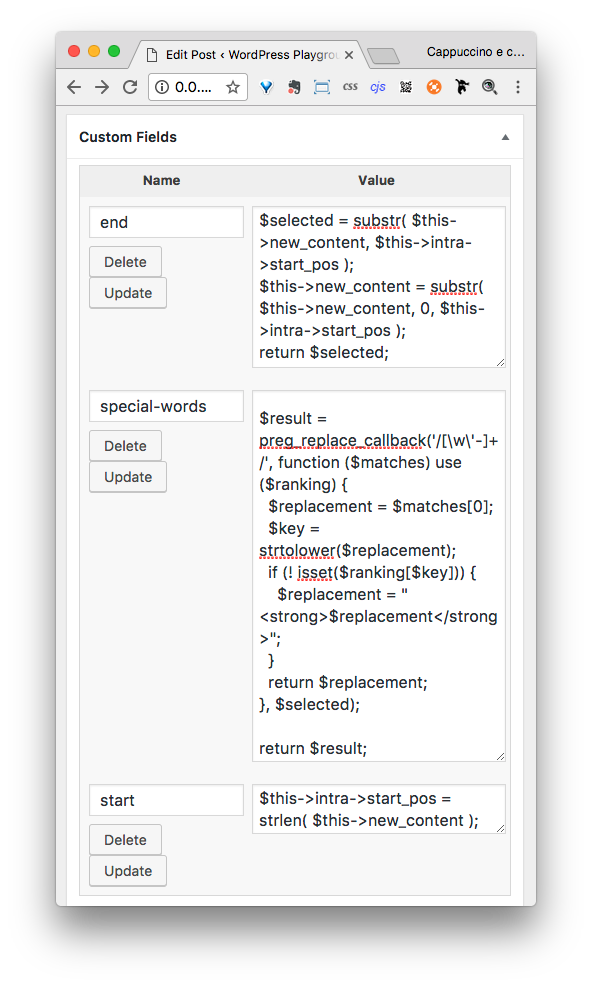 Edit Post ‹ WordPress Playgrou
Cappuccino e c...
0.0....
css
cjs
Custom Fields
Name
Value
end
Delete
Update
$selected = substr( $this-
>new_content, $this->intra-
>start_pos );
$this->new_content = substr(
$this->new_content, 0, $this-
>intra->start_pos );
return $selected;
special-words
Delete
Update
$result =
preg_replace_callback('/[\w\'-]+
/', function ($matches) use
($ranking) {
  $replacement = $matches[0];
  $key =
strtolower($replacement);
  if (! isset($ranking[$key])) {
    $replacement = "
<strong>$replacement</strong
>";
  }
  return $replacement;
}, $selected);
return $result;
start
Delete
Update
$this->intra->start_pos =
strlen( $this->new_content );